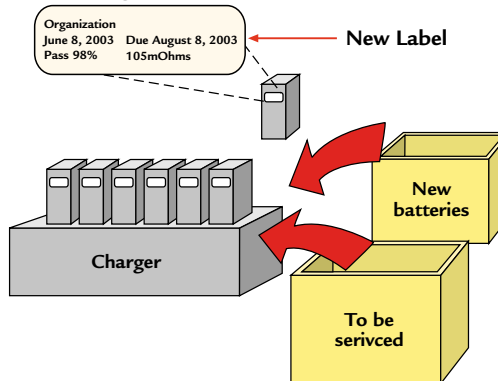 Organization
June 8, 2003 Due August 8, 2003
Pass 98% 105mOhms
New Label
New
batteries
Charger
To be
serivced